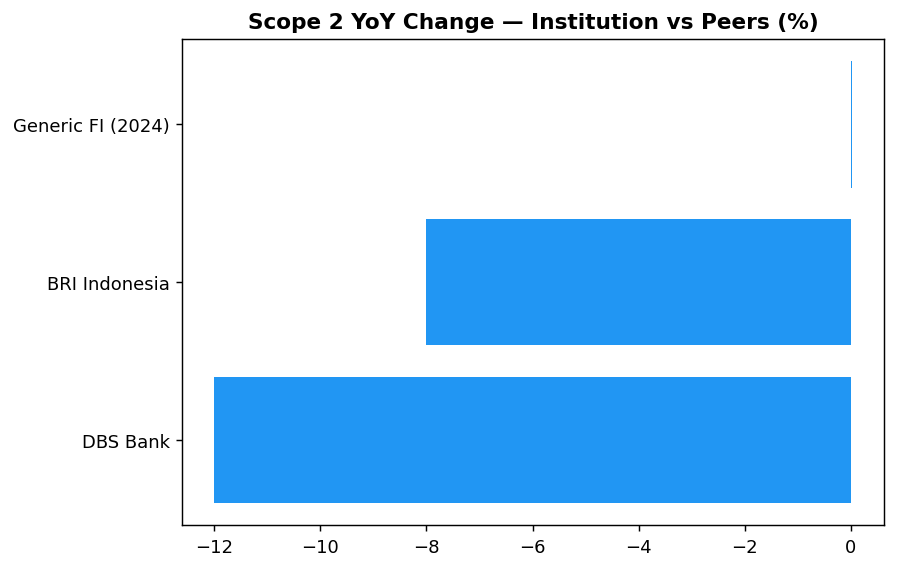 Scope 2 YoY Change — Institution vs Peers (%)
Generic FI (2024)
BRI Indonesia
DBS Bank
−12 −10 −8 −6 −4 −2 0